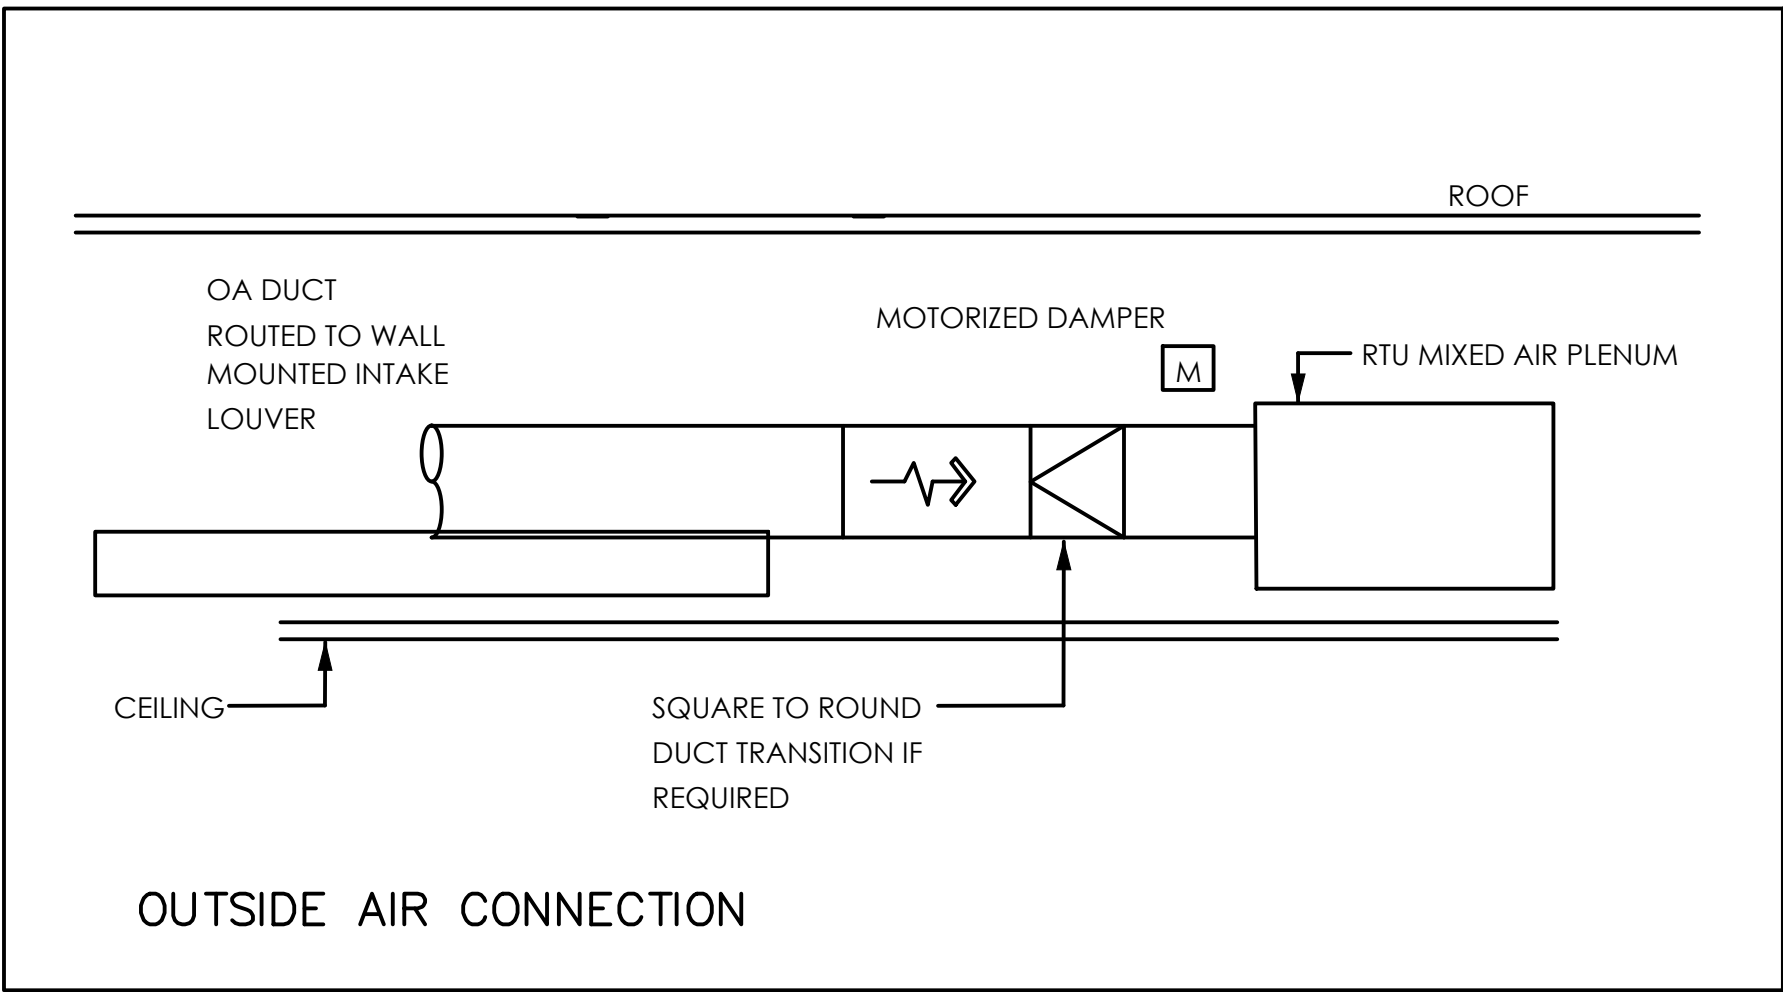 ROOF
OA DUCT
ROUTED TO WALL
MOUNTED INTAKE
LOUVER
MOTORIZED DAMPER
M
RTU MIXED AIR PLENUM
CEILING
SQUARE TO ROUND
DUCT TRANSITION IF
REQUIRED
OUTSIDE AIR CONNECTION